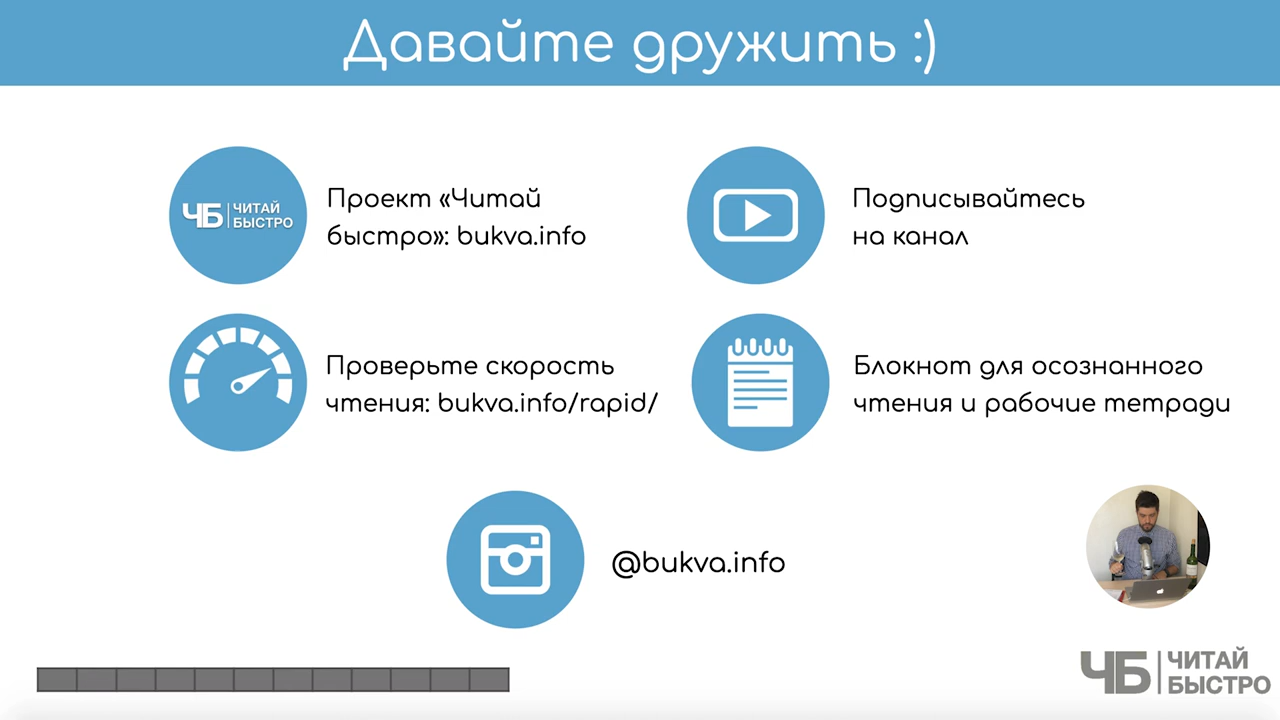 Давайте дружить :)
ЧБ ЧИТАЙ
БЫСТРО
Проект «Читай
быстро»: bukva.info
Подписывайтесь
на канал
Проверьте скорость
чтения: bukva.info/rapid/
Блокнот для осознанного
чтения и рабочие тетради
@bukva.info
ЧБ ЧИТАЙ
БЫСТРО